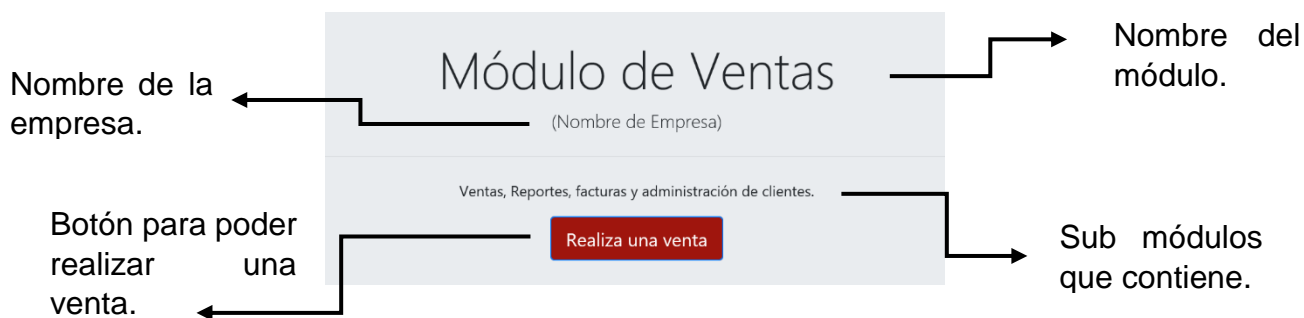 Nombre de la
empresa.
Botón para poder
realizar una
venta.
Módulo de Ventas
(Nombre de Empresa)
Ventas, Reportes, facturas y administración de clientes.
Realiza una venta
Nombre del
módulo.
Sub módulos
que contiene.